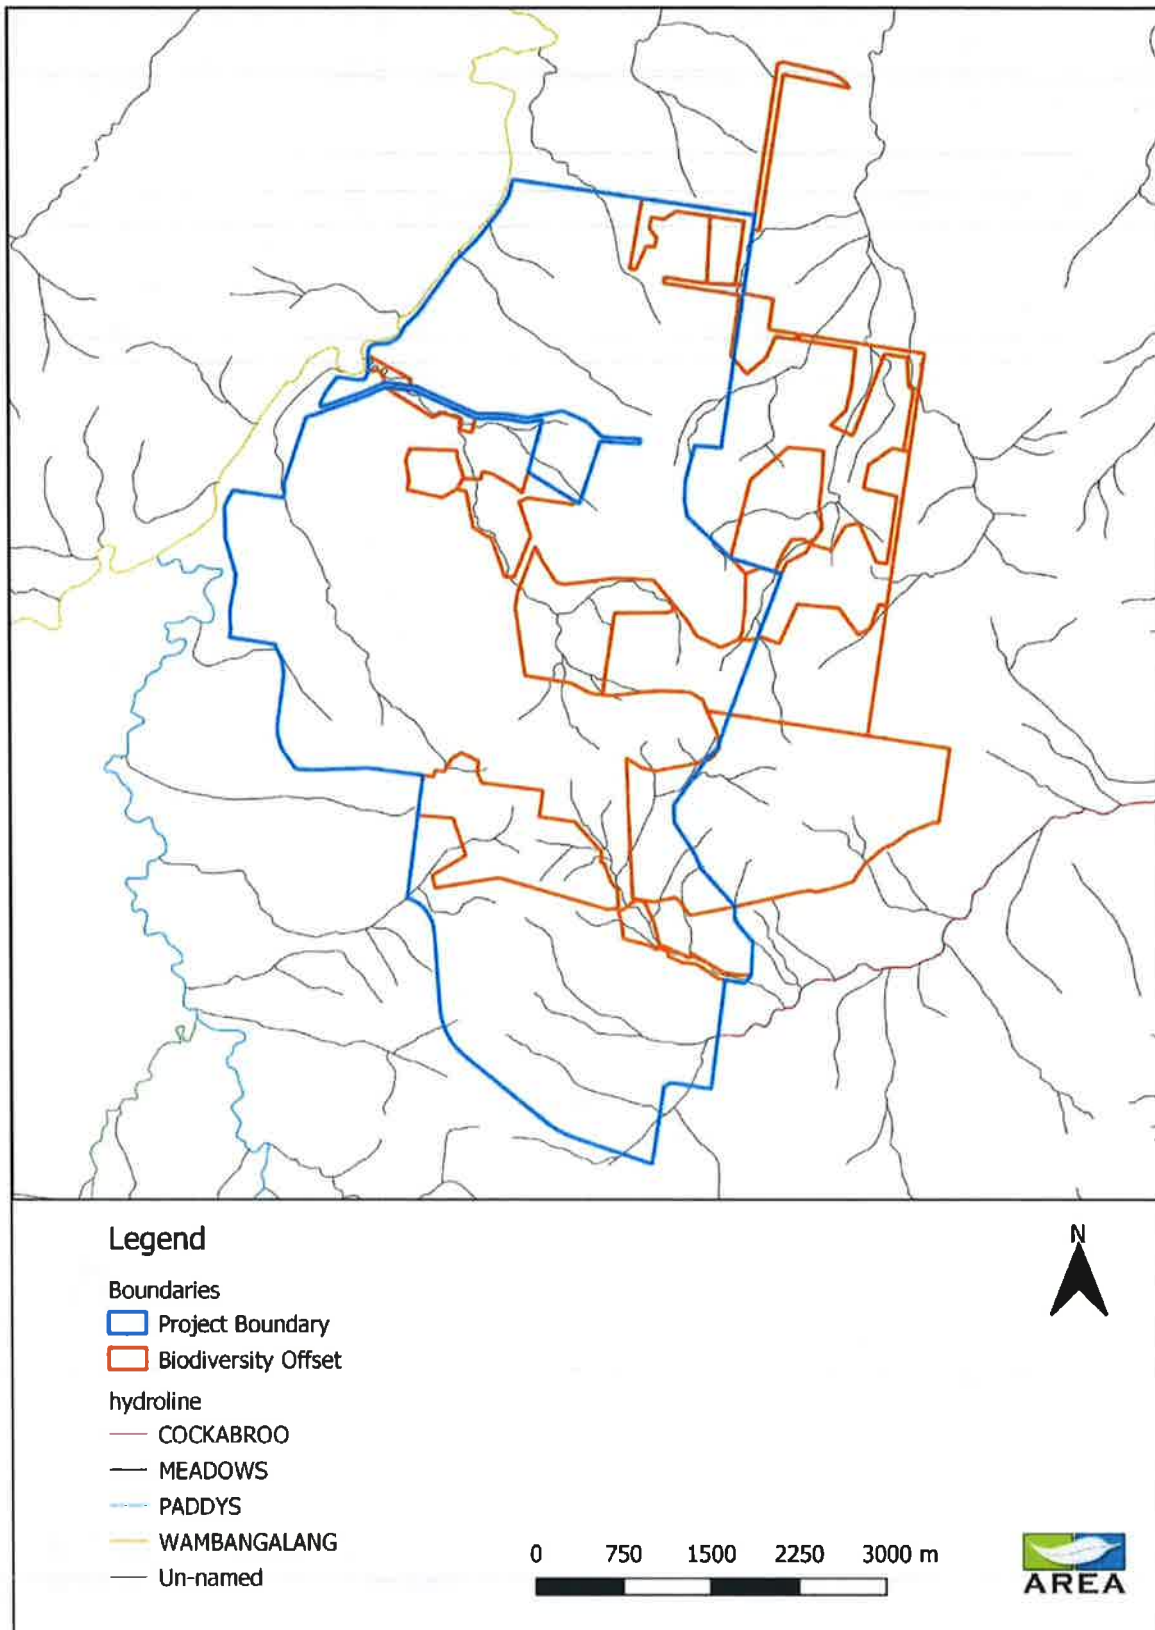 Legend
Boundaries
Project Boundary
Biodiversity Offset
hydroline
COCKABROO
MEADOWS
PADDYS
WAMBANGALANG
Un-named
N
0 750 1500 2250 3000 m
AREA